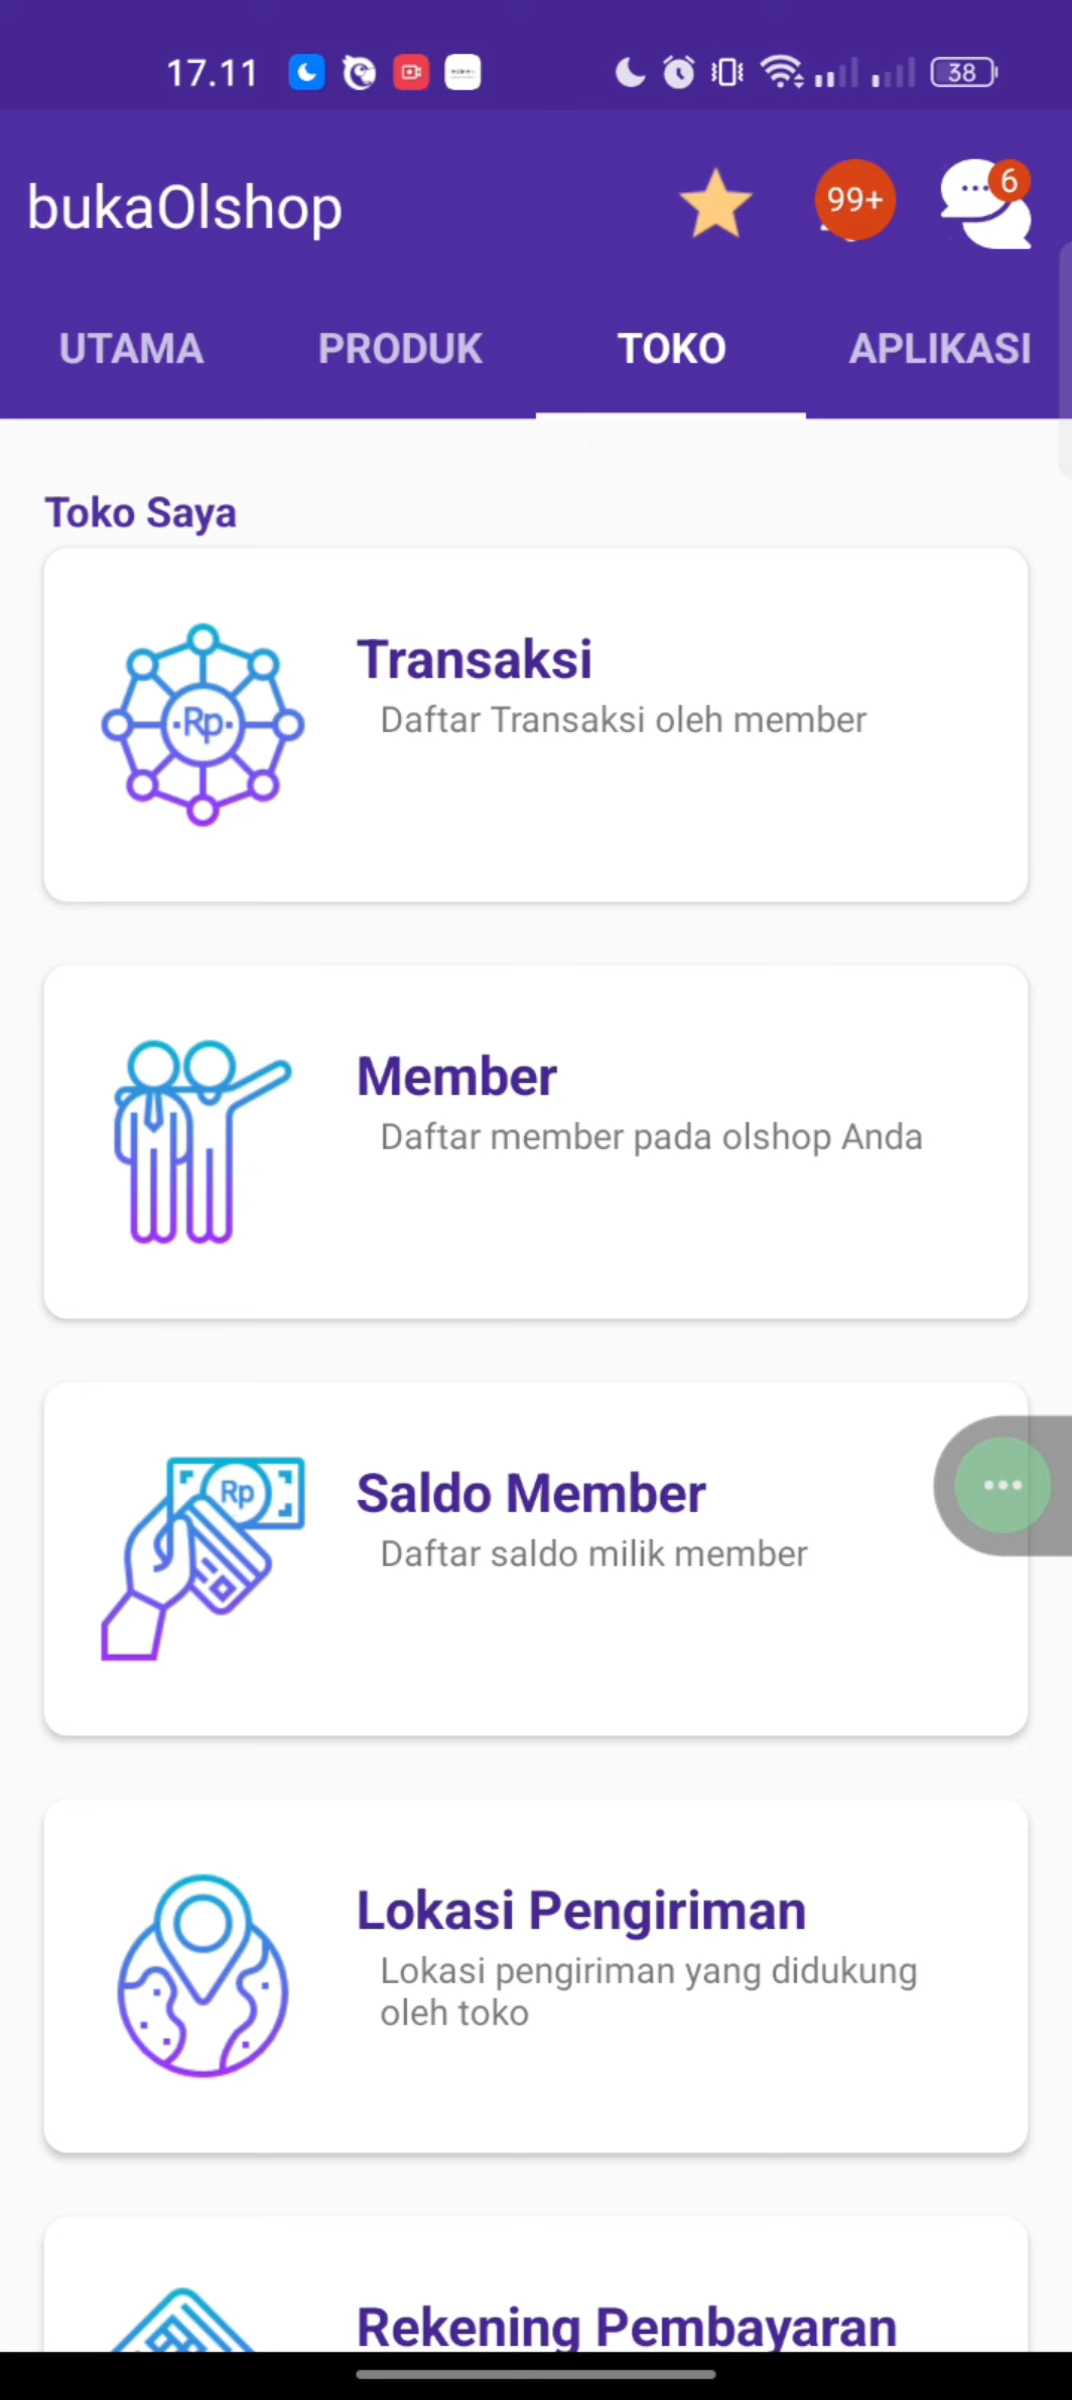 17.11
38
bukaOlshop
99+
6
UTAMA
PRODUK
TOKO
APLIKASI
Toko Saya
Rp
Transaksi
Daftar Transaksi oleh member
Member
Daftar member pada olshop Anda
Rp
Saldo Member
Daftar saldo milik member
Lokasi Pengiriman
Lokasi pengiriman yang didukung
oleh toko
Rekening Pembayaran